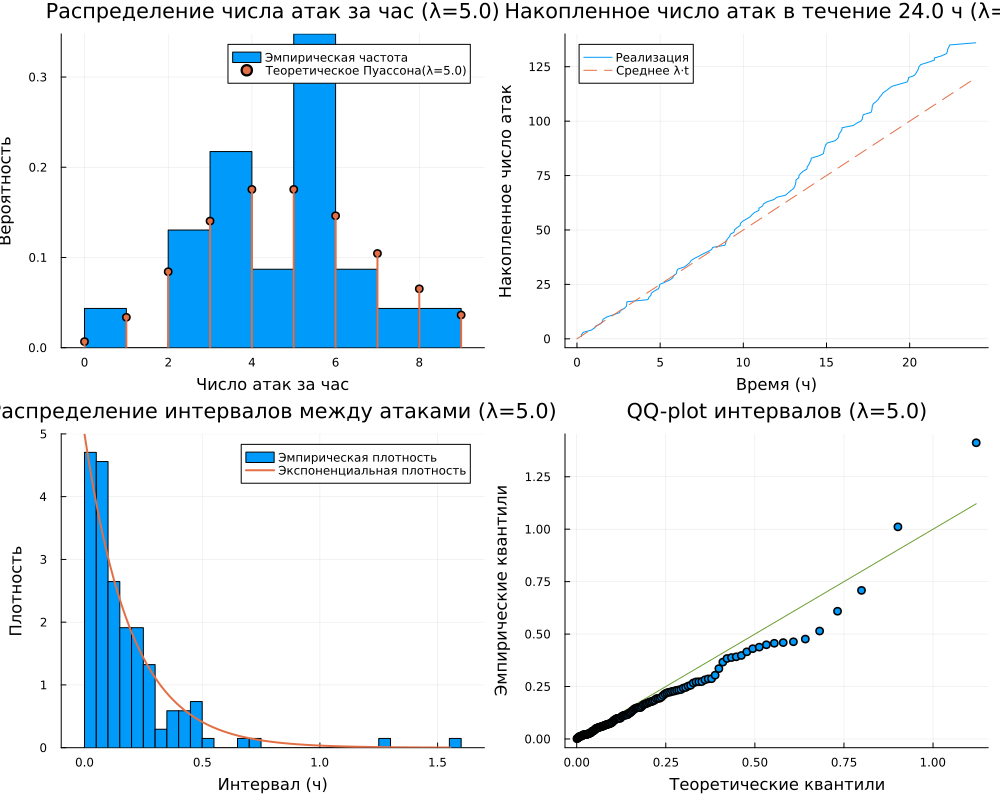 Распределение числа атак за час (λ=5.0)
Вероятность
0.3
0.2
0.1
0.0
Эмпирическая частота
Теоретическое Пуассона(λ=5.0)
0 2 4 6 8
Число атак за час
Накопленное число атак в течение 24.0 ч (λ=
Накопленное число атак
125
100
75
50
25
0
Реализация
Среднее λ·t
0 5 10 15 20
Время (ч)
аспределение интервалов между атаками (λ=5.0)
Плотность
5
4
3
2
1
0
Эмпирическая плотность
Экспоненциальная плотность
0.0 0.5 1.0 1.5
Интервал (ч)
QQ-plot интервалов (λ=5.0)
Эмпирические квантили
1.25
1.00
0.75
0.50
0.25
0.00
0.00 0.25 0.50 0.75 1.00
Теоретические квантили